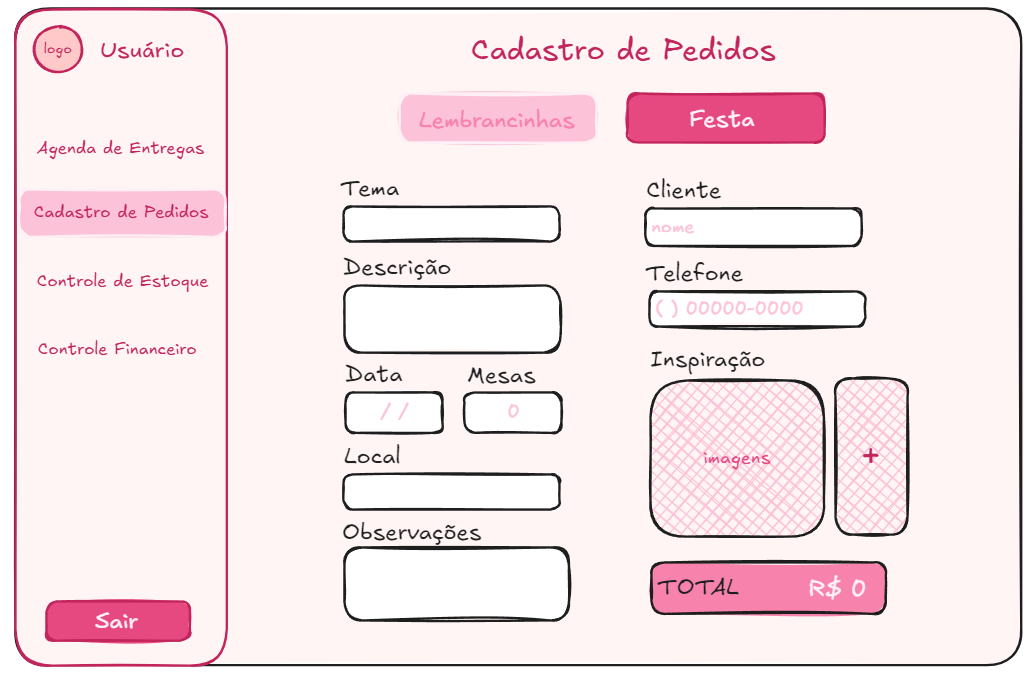 logo
Usuário
Agenda de Entregas
Cadastro de Pedidos
Controle de Estoque
Controle Financeiro
Sair
Cadastro de Pedidos
Lembrancinhas
Festa
Tema
Descrição
Data
Mesas
/ /
0
Local
Observações
Cliente
nome
Telefone
( ) 00000-0000
Inspiração
imagens
+
TOTAL R$ 0